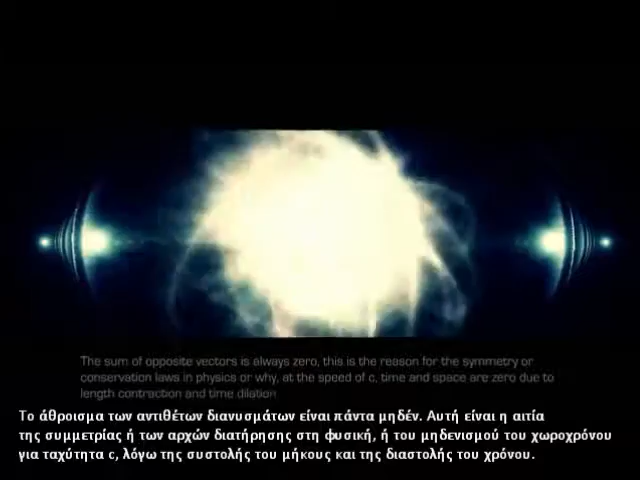 The sum of opposite vectors is always zero, this is the reason for the symmetry or
conservation laws in physics or why, at the speed of c, time and space are zero due to
length contraction and time dilation
Το άθροισμα των αντιθέτων διανυσμάτων είναι πάντα μηδέν. Αυτή είναι η αιτία
της συμμετρίας ή των αρχών διατήρησης στη φυσική, ή του μηδενισμού του χωροχρόνου
για ταχύτητα c, λόγω της συστολής του μήκους και της διαστολής του χρόνου.